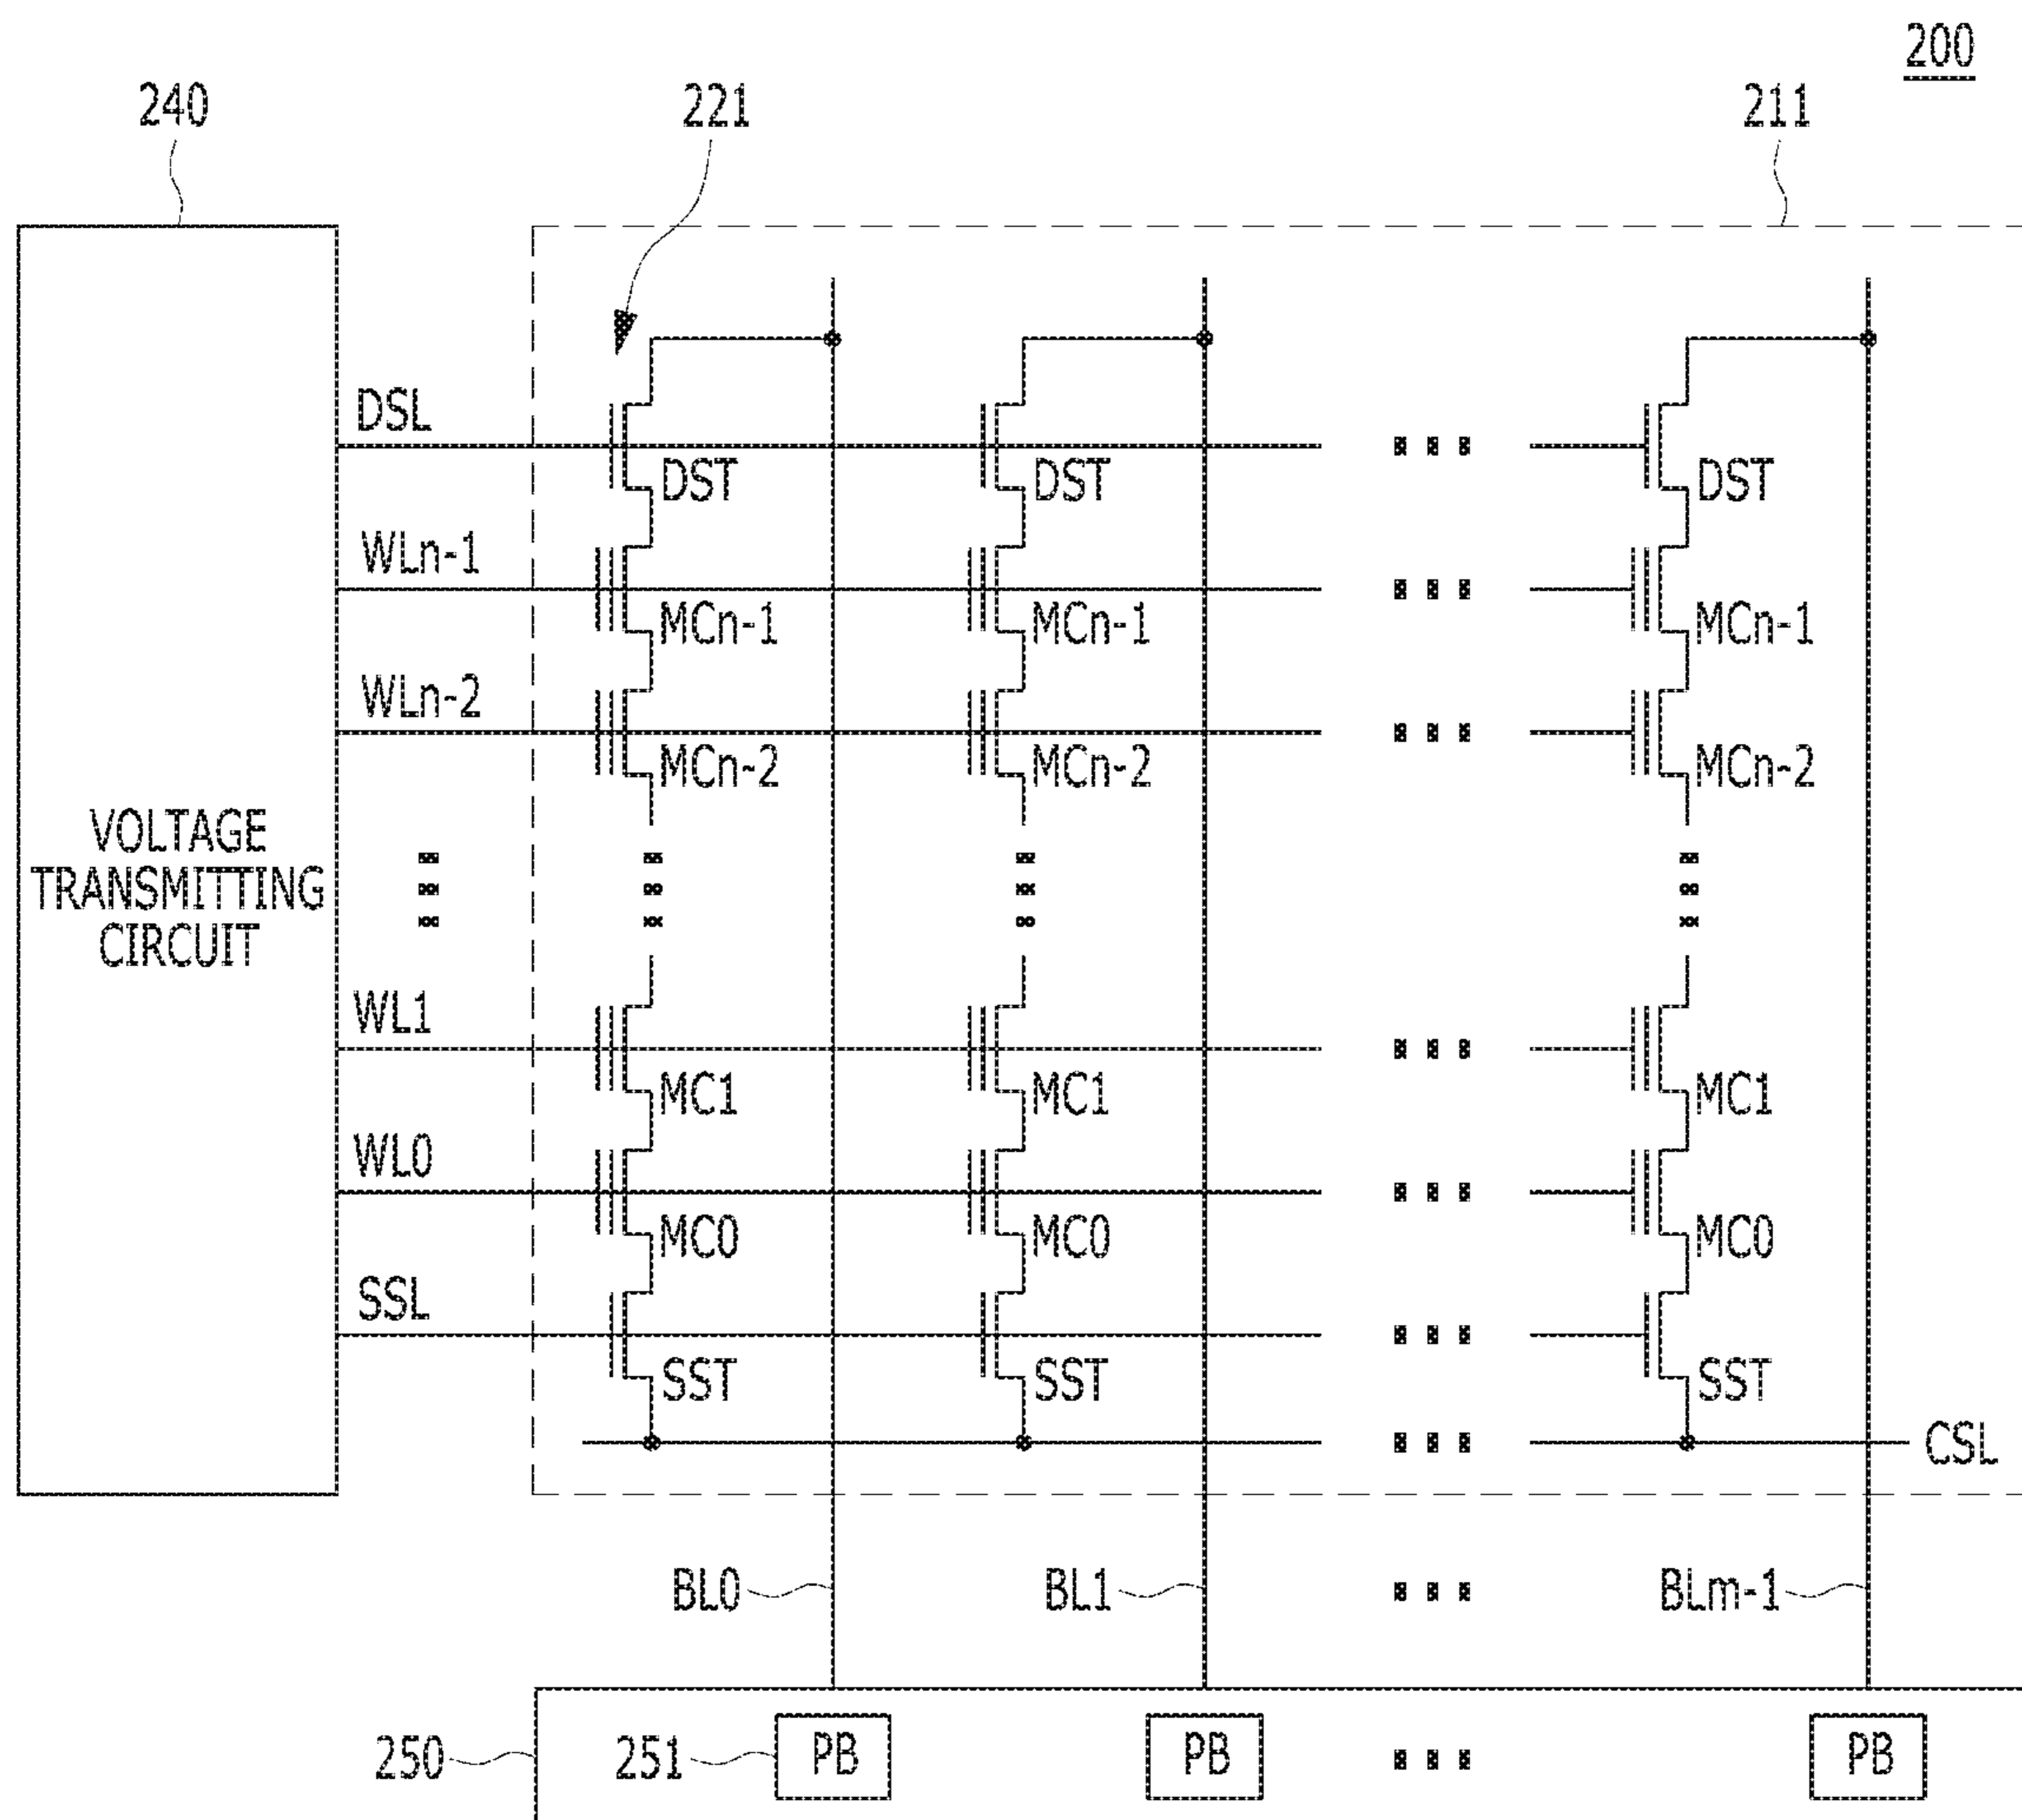 200
240
221
211
DSL
DST DST DST
WLn-1
MCn-1 MCn-1 MCn-1
WLn-2
MCn-2 MCn-2 MCn-2
VOLTAGE
TRANSMITTING
CIRCUIT
WL1
MC1 MC1 MC1
WL0
MC0 MC0 MC0
SSL
SST SST SST
CSL
BL0 BL1 BLm-1
250 251 PB PB PB